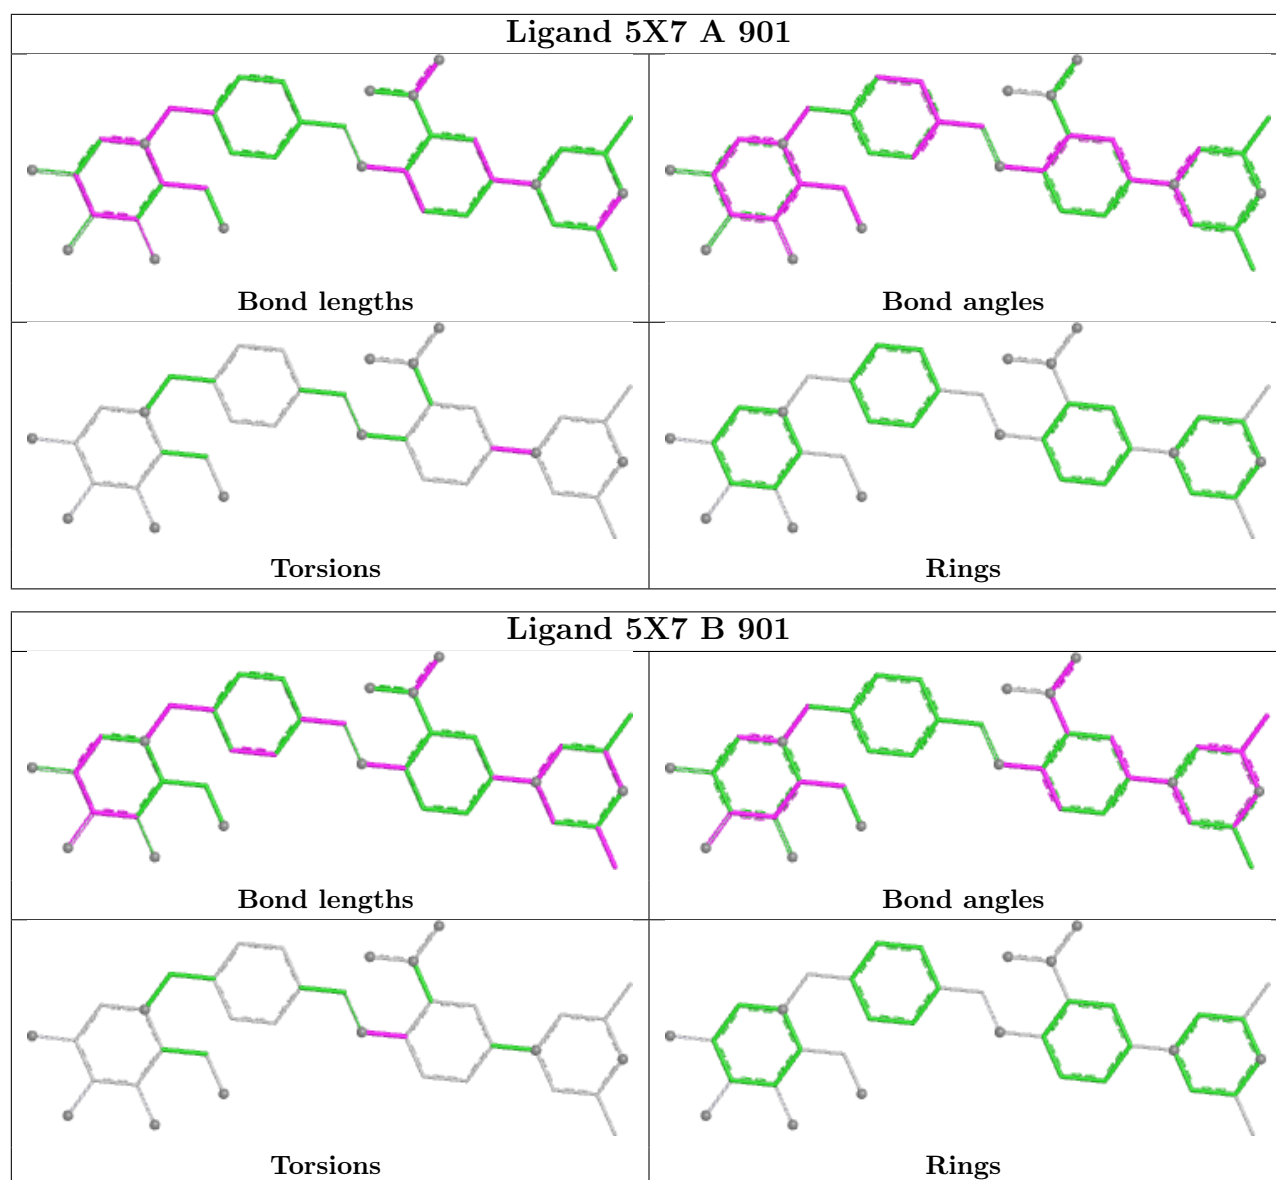 Ligand 5X7 A 901
Bond lengths
Bond angles
Torsions
Rings
Ligand 5X7 B 901
Bond lengths
Bond angles
Torsions
Rings